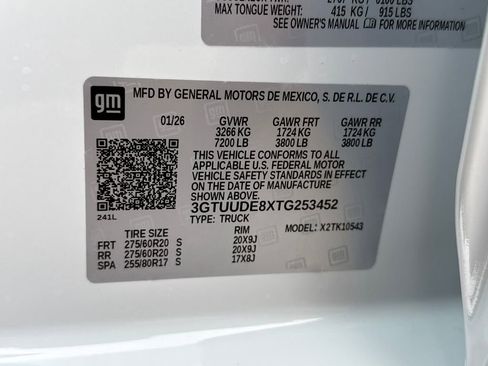 MAX TONGUE WEIGHT: 415 KG / 915 LBS
SEE OWNER'S MANUAL FOR MORE INFORMATION
gm
MFD BY GENERAL MOTORS DE MEXICO, S. DE R.L. DE C.V.
01/26 GVWR GAWR FRT GAWR RR
3266 KG 1724 KG 1724 KG
7200 LB 3800 LB 3800 LB
THIS VEHICLE CONFORMS TO ALL
APPLICABLE U.S. FEDERAL MOTOR
VEHICLE SAFETY STANDARDS IN EFFECT
ON THE DATE OF MANUFACTURE
SHOWN ABOVE.
3GTUUDE8XTG253452
241L
TYPE: TRUCK
MODEL: X2TK10543
TIRE SIZE RIM
FRT 275/60R20 S 20X9J
RR 275/60R20 S 20X9J
SPA 255/80R17 S 17X8J